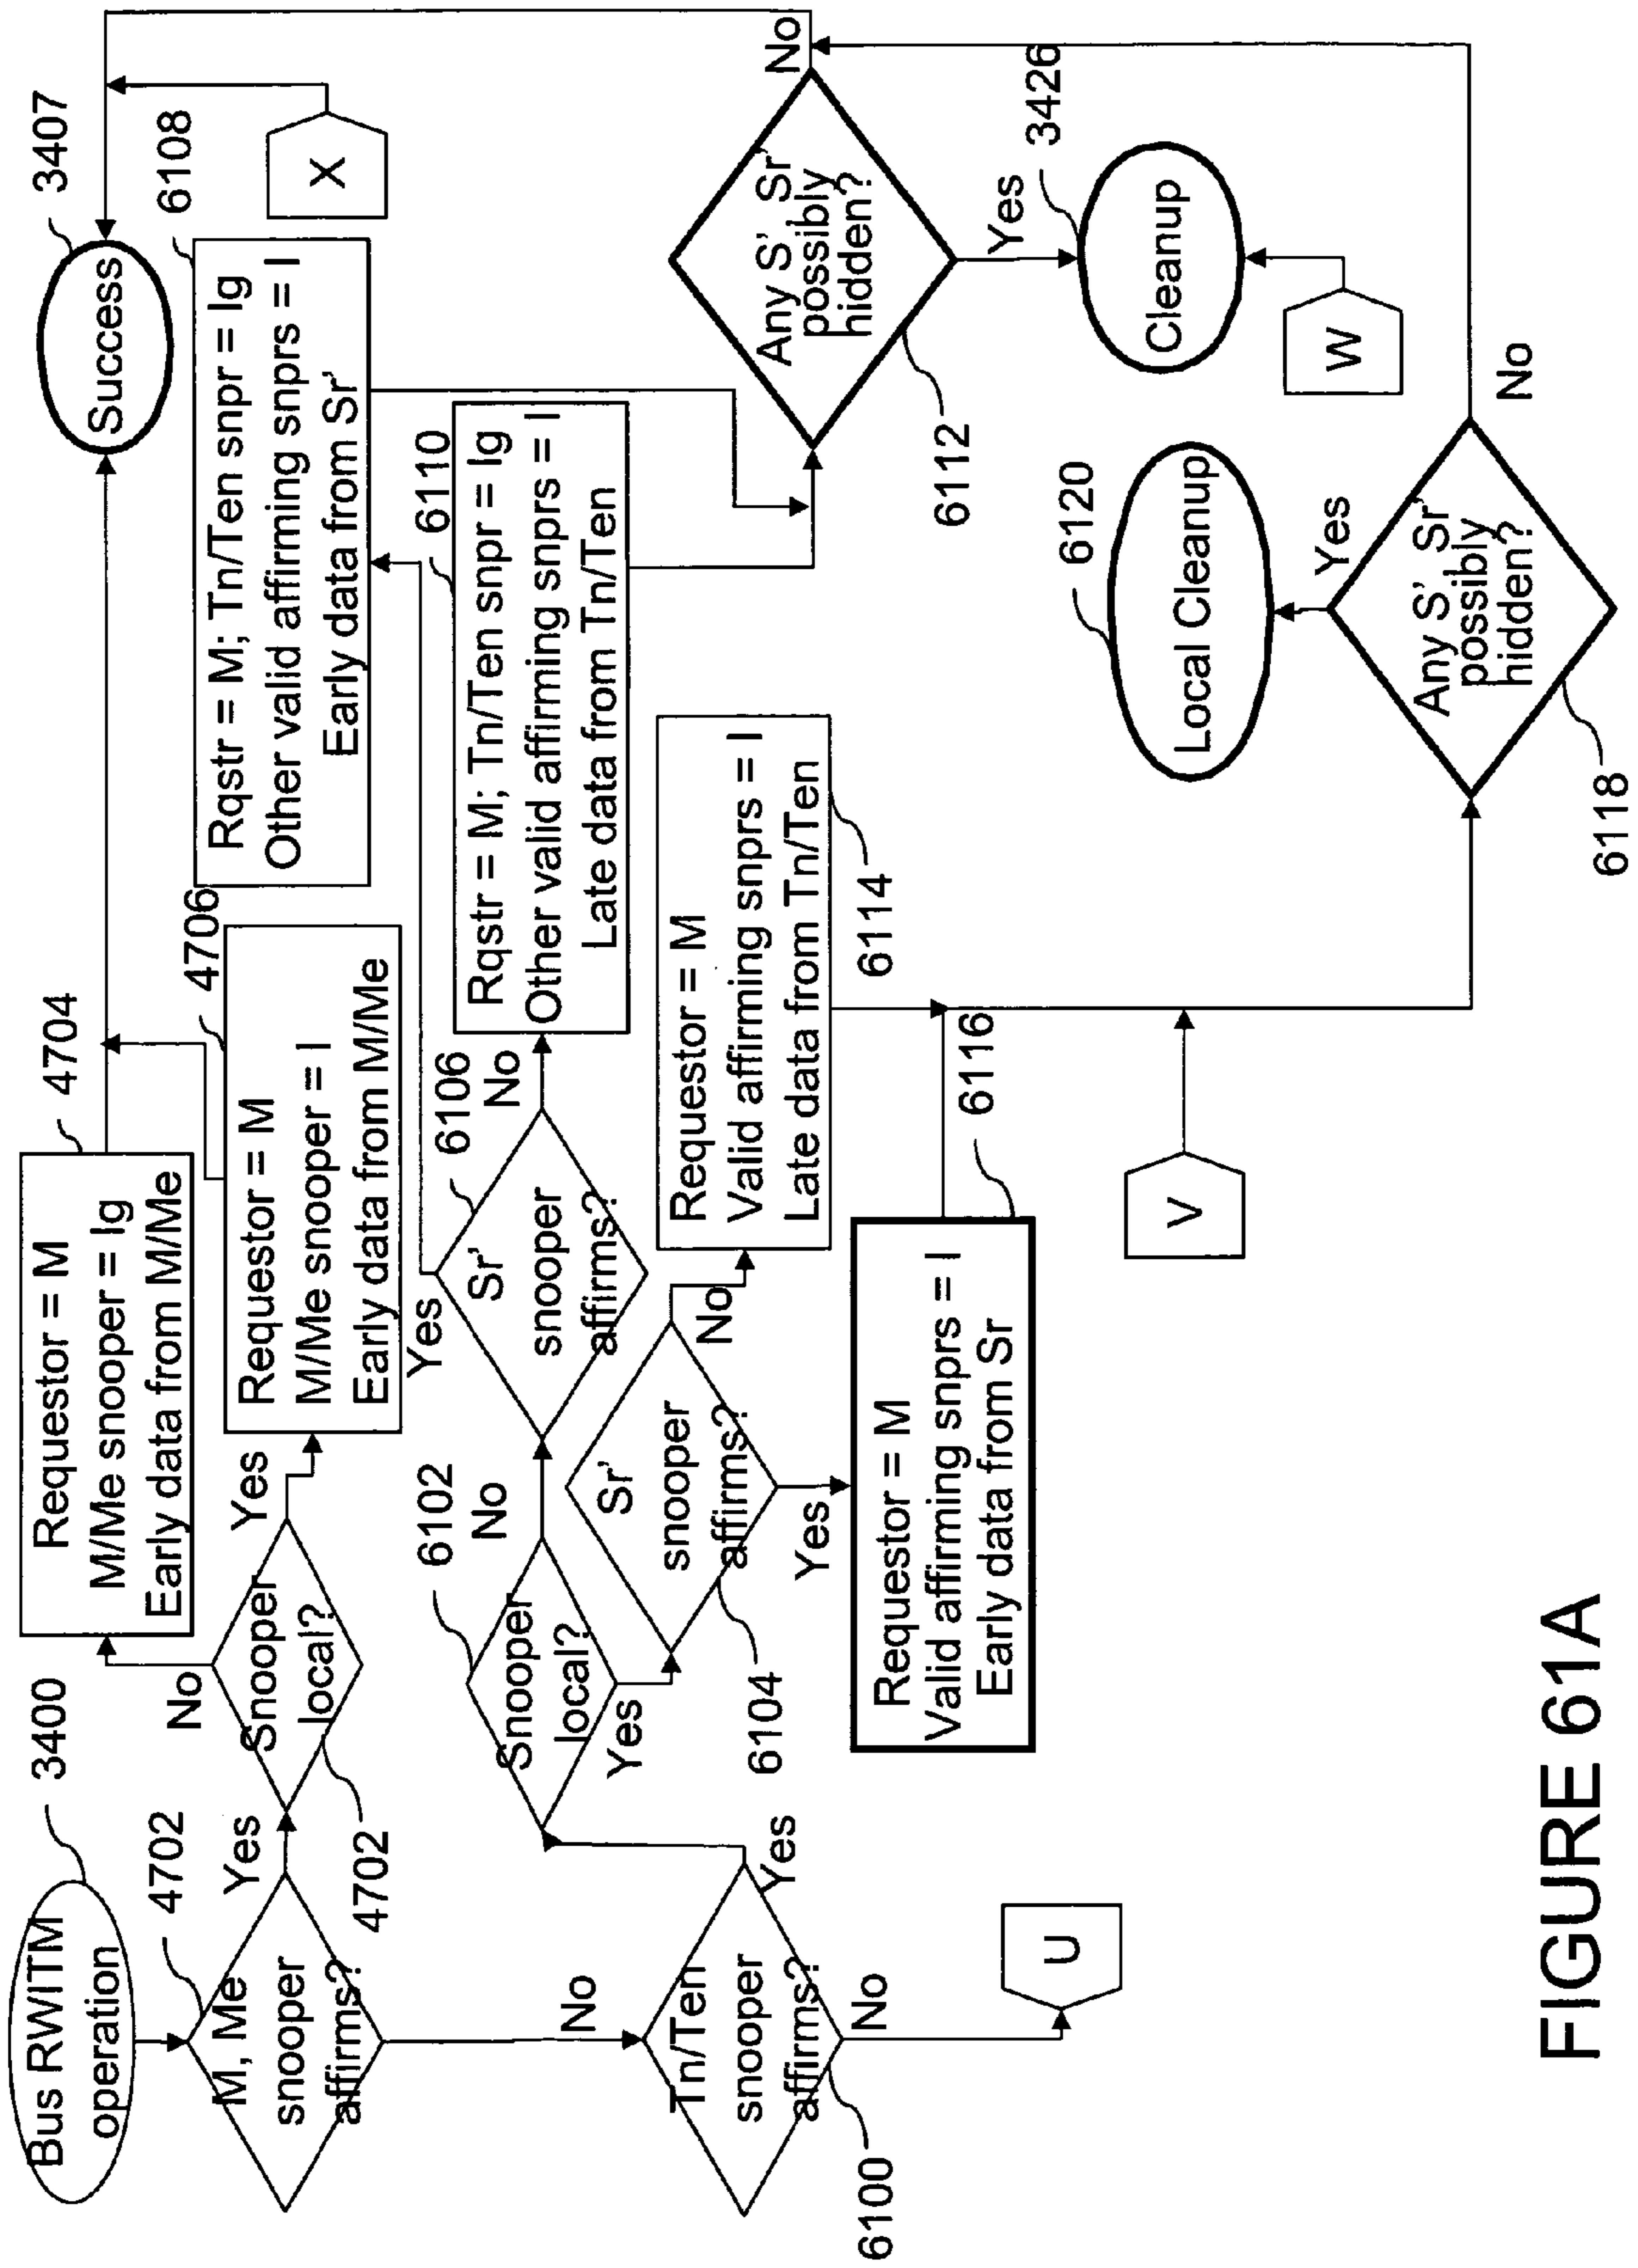 Bus RWITM
operation
3400
M, Me
snooper
affirms?
4702
Yes
No
Snooper
local?
4702
No
Yes
Requestor = M
M/Me snooper = Ig
Early data from M/Me
4704
Requestor = M
M/Me snooper = I
Early data from M/Me
4706
Success
3407
Tn/Ten
snooper
affirms?
6100
Yes
No
U
Snooper
local?
6102
No
Yes
Sr'
snooper
affirms?
6106
Yes
No
Sr'
snooper
affirms?
6104
No
Yes
Rqstr = M; Tn/Ten snpr = Ig
Other valid affirming snprs = I
Early data from Sr'
6108
X
Rqstr = M; Tn/Ten snpr = Ig
Other valid affirming snprs = I
Late data from Tn/Ten
6110
Requestor = M
Valid affirming snprs = I
Late data from Tn/Ten
6114
Requestor = M
Valid affirming snprs = I
Early data from Sr
6116
V
Any S' Sr
possibly
hidden?
6112
No
Yes
Cleanup
3426
W
Any S' Sr
possibly
hidden?
6118
Yes
No
Local Cleanup
6120
FIGURE 61A